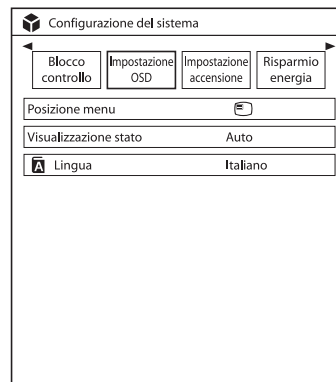 Configurazione del sistema
Blocco controllo
Impostazione OSD
Impostazione accensione
Risparmio energia
Posizione menu
Visualizzazione stato Auto
A Lingua Italiano